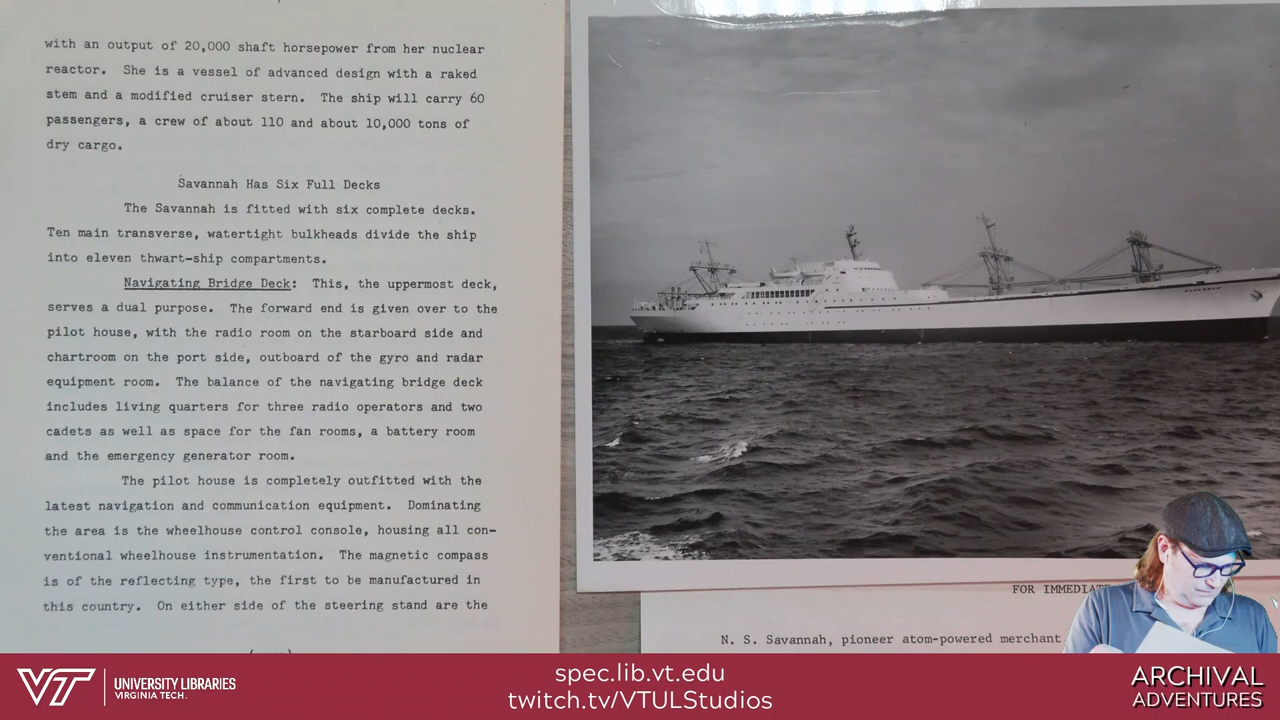 with an output of 20,000 shaft horsepower from her nuclear
reactor. She is a vessel of advanced design with a raked
stem and a modified cruiser stern. The ship will carry 60
passengers, a crew of about 110 and about 10,000 tons of
dry cargo.
Savannah Has Six Full Decks
The Savannah is fitted with six complete decks.
Ten main transverse, watertight bulkheads divide the ship
into eleven thwart-ship compartments.
Navigating Bridge Deck: This, the uppermost deck,
serves a dual purpose. The forward end is given over to the
pilot house, with the radio room on the starboard side and
chartroom on the port side, outboard of the gyro and radar
equipment room. The balance of the navigating bridge deck
includes living quarters for three radio operators and two
cadets as well as space for the fan rooms, a battery room
and the emergency generator room.
The pilot house is completely outfitted with the
latest navigation and communication equipment. Dominating
the area is the wheelhouse control console, housing all con-
ventional wheelhouse instrumentation. The magnetic compass
is of the reflecting type, the first to be manufactured in
this country. On either side of the steering stand are the
FOR IMMEDIATE
N. S. Savannah, pioneer atom-powered merchant
VT UNIVERSITY LIBRARIES
VIRGINIA TECH.
spec.lib.vt.edu
twitch.tv/VTULStudios
ARCHIVAL
ADVENTURES